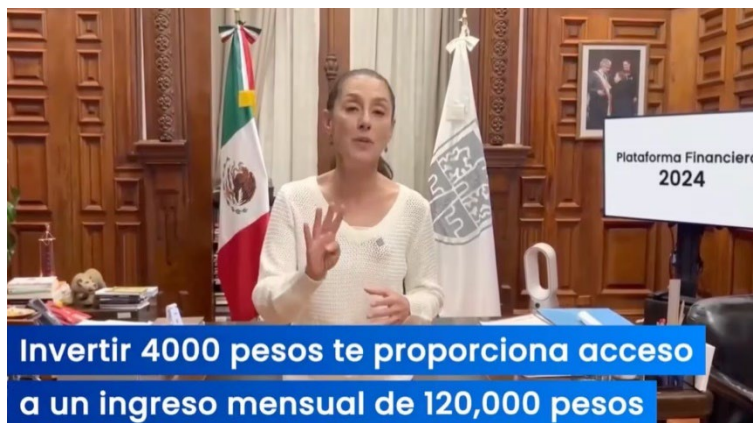 Plataforma Financiera
2024
Invertir 4000 pesos te proporciona acceso
a un ingreso mensual de 120,000 pesos